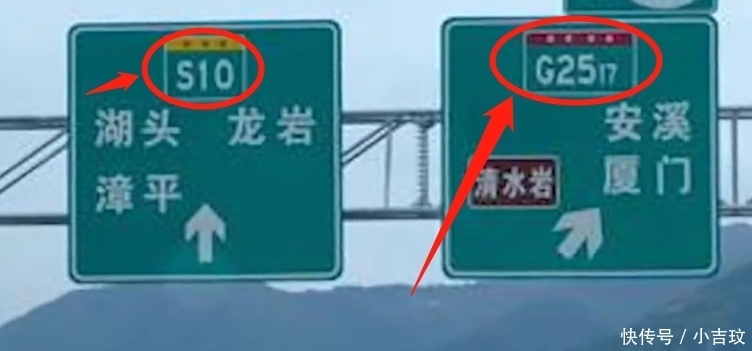 S10
湖头 龙岩
漳平
G2517
安溪
清水岩
厦门
快传号/小吉玟